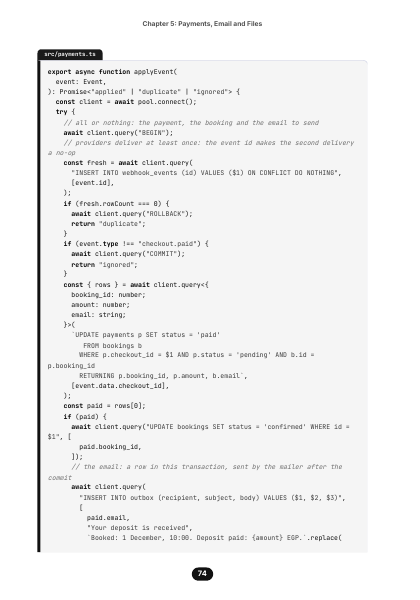 Chapter 5: Payments, Email and Files
src/payments.ts
export async function applyEvent(
  event: Event,
): Promise<"applied" | "duplicate" | "ignored"> {
  const client = await pool.connect();
  try {
    // all or nothing: the payment, the booking and the email to send
    await client.query("BEGIN");
    // providers deliver at least once: the event id makes the second delivery
a no-op
    const fresh = await client.query(
      "INSERT INTO webhook_events (id) VALUES ($1) ON CONFLICT DO NOTHING",
      [event.id],
    );
    if (fresh.rowCount === 0) {
      await client.query("ROLLBACK");
      return "duplicate";
    }
    if (event.type !== "checkout.paid") {
      await client.query("COMMIT");
      return "ignored";
    }
    const { rows } = await client.query<{
      booking_id: number;
      amount: number;
      email: string;
    }>(
      `UPDATE payments p SET status = 'paid'
         FROM bookings b
        WHERE p.checkout_id = $1 AND p.status = 'pending' AND b.id =
p.booking_id
        RETURNING p.booking_id, p.amount, b.email`,
      [event.data.checkout_id],
    );
    const paid = rows[0];
    if (paid) {
      await client.query("UPDATE bookings SET status = 'confirmed' WHERE id =
$1", [
        paid.booking_id,
      ]);
      // the email: a row in this transaction, sent by the mailer after the
commit
      await client.query(
        "INSERT INTO outbox (recipient, subject, body) VALUES ($1, $2, $3)",
        [
          paid.email,
          "Your deposit is received",
          `Booked: 1 December, 10:00. Deposit paid: {amount} EGP.`.replace(
74